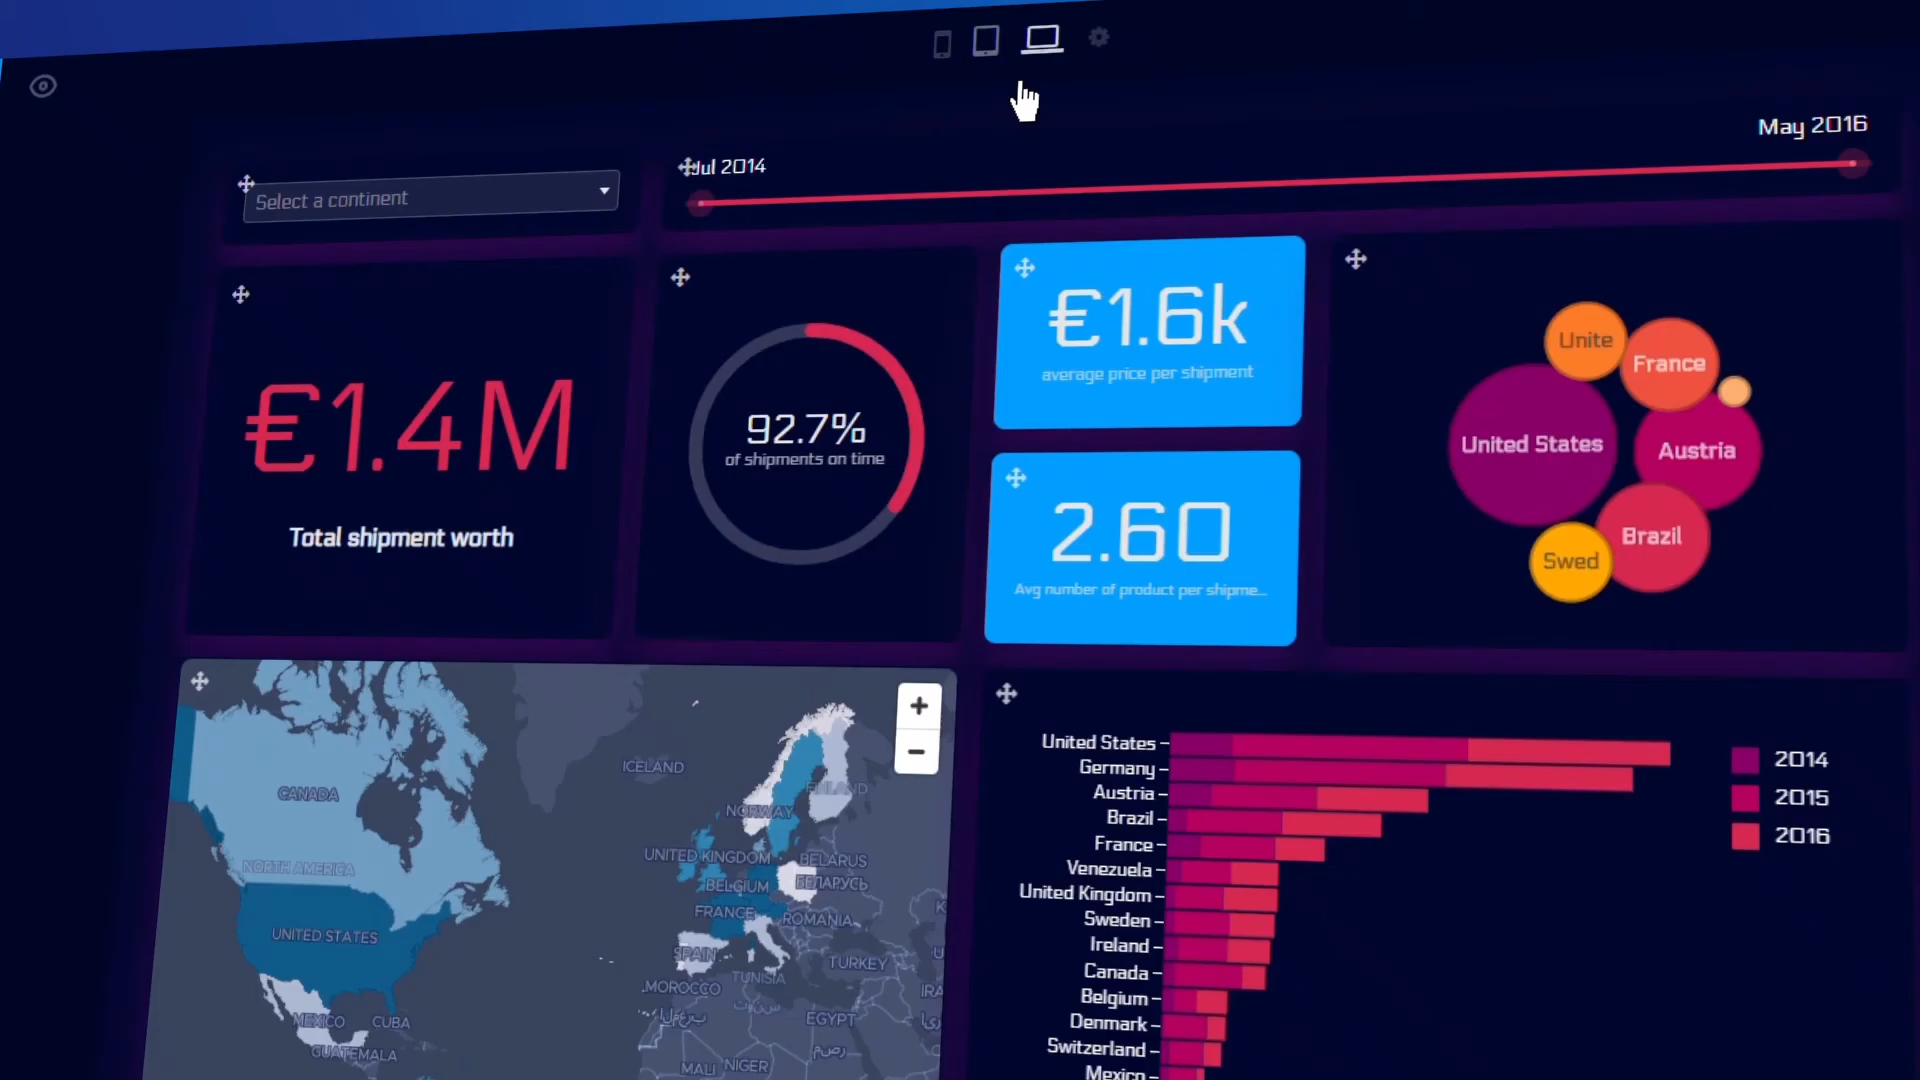 May 2016
Jul 2014
Select a continent
€1.4M
Total shipment worth
92.7%
of shipments on time
€1.6k
average price per shipment
2.60
Avg number of product per shipme...
Unite
France
United States
Austria
Brazil
Swed
+
−
ICELAND
CANADA
FINLAND
NORWAY
NORTH AMERICA
UNITED KINGDOM
BELARUS
БЕЛАРУСЬ
BELGIUM
FRANCE
ROMANIA
UNITED STATES
SPAIN
TURKEY
TUNISIA
تونس
MOROCCO
MEXICO
CUBA
EGYPT
مصر
GUATEMALA
MALI
NIGER
United States
Germany
Austria
Brazil
France
Venezuela
United Kingdom
Sweden
Ireland
Canada
Belgium
Denmark
Switzerland
Mexico
2014
2015
2016